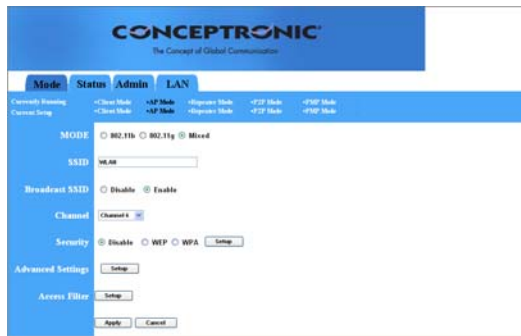 CONCEPTRONIC
The Concept of Global Communication
Mode Status Admin LAN
Currently Running •Client Mode •AP Mode •Repeater Mode •P2P Mode •PMP Mode
Current Setup •Client Mode •AP Mode •Repeater Mode •P2P Mode •PMP Mode
MODE 802.11b 802.11g Mixed
SSID WLAN
Broadcast SSID Disable Enable
Channel Channel 6
Security Disable WEP WPA Setup
Advanced Settings Setup
Access Filter Setup
Apply Cancel